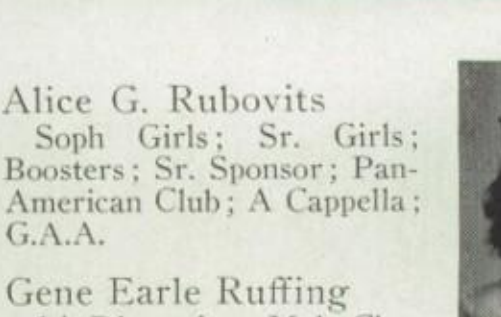 Alice G. Rubovits
Soph Girls; Sr. Girls;
Boosters; Sr. Sponsor; Pan-
American Club; A Cappella;
G.A.A.
Gene Earle Ruffing